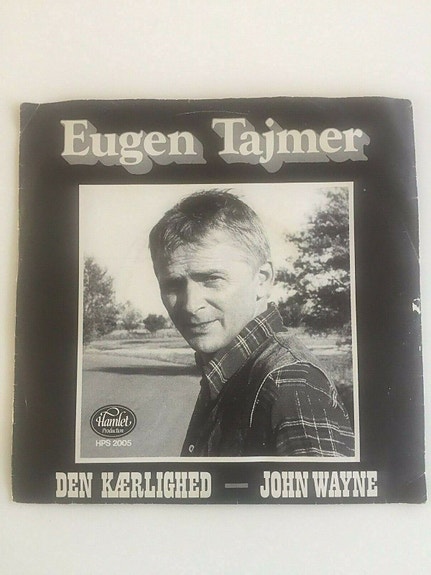 Eugen Tajmer
Hamlet
Production
HPS 2005
DEN KÆRLIGHED — JOHN WAYNE